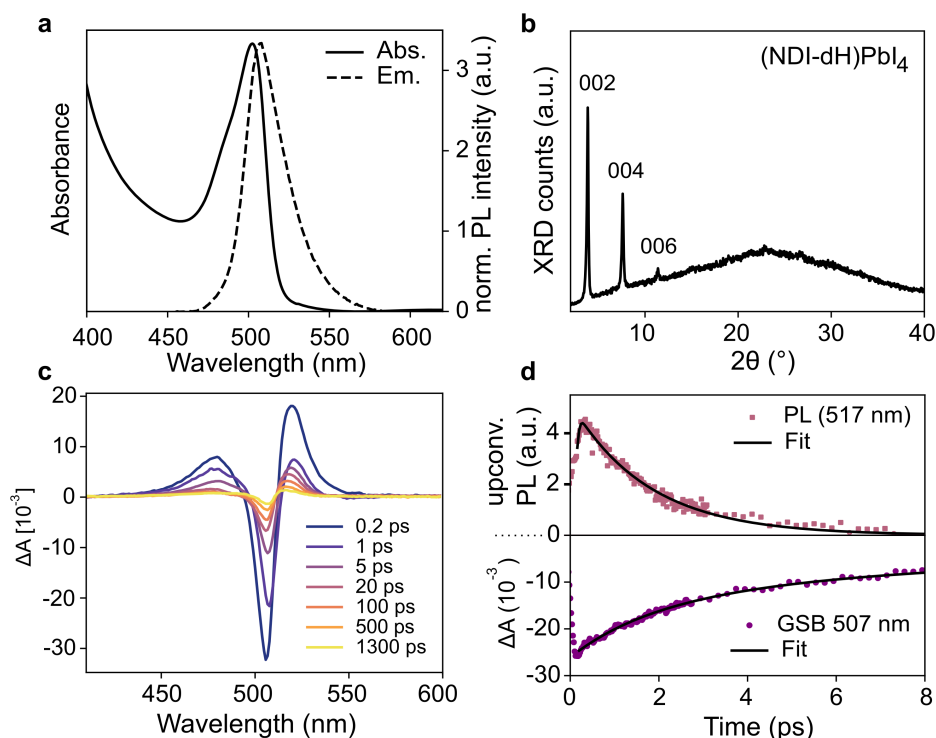 a
Abs.
Em.
Absorbance
norm. PL intensity (a.u.)
3
2
1
0
400
450
500
550
600
Wavelength (nm)
b
(NDI-dH)PbI₄
002
004
006
XRD counts (a.u.)
10
20
30
40
2θ (°)
c
20
10
0
-10
-20
-30
ΔA [10⁻³]
0.2 ps
1 ps
5 ps
20 ps
100 ps
500 ps
1300 ps
450
500
550
600
Wavelength (nm)
d
upconv.
PL (a.u.)
4
2
0
PL (517 nm)
Fit
ΔA (10⁻³)
-10
-20
-30
GSB 507 nm
Fit
0
2
4
6
8
Time (ps)